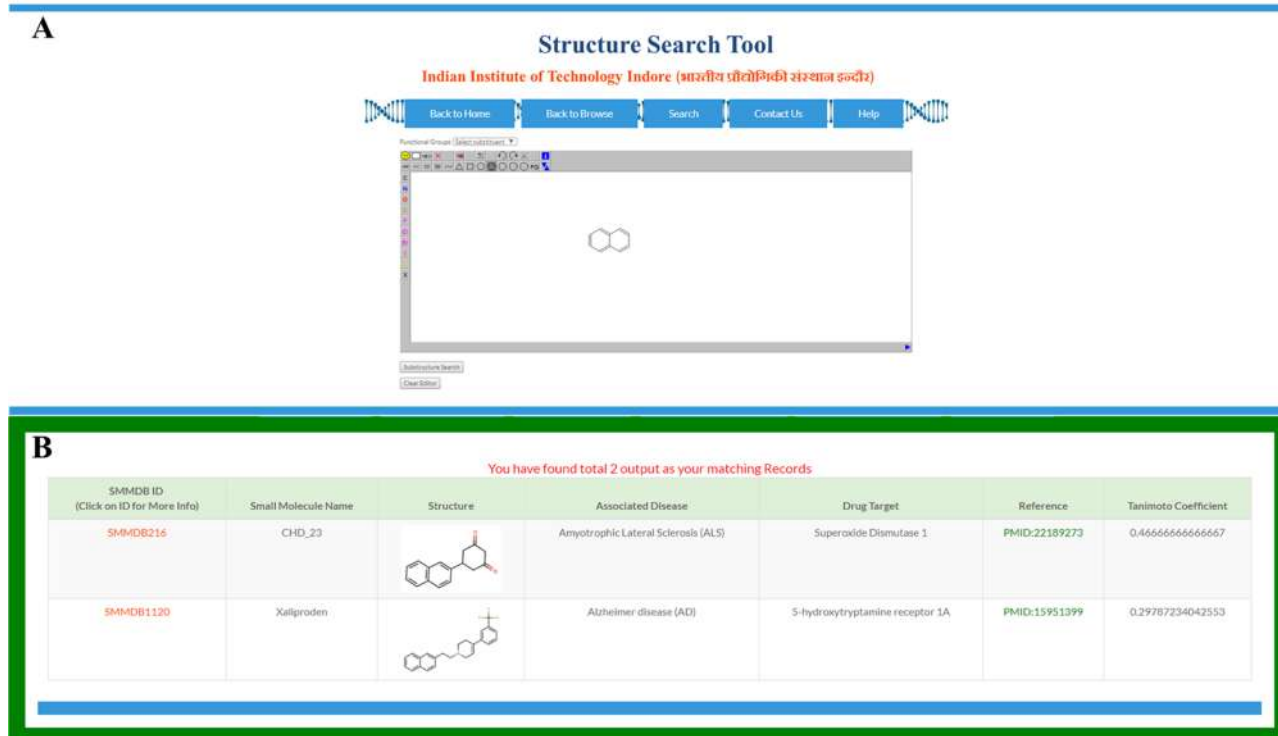 A
Structure Search Tool
Indian Institute of Technology Indore (भारतीय प्रौद्योगिकी संस्थान इन्दौर)
Back to Home Back to Browse Search Contact Us Help
Functional Groups Select substituent
Substructure Search
Clear Editor
B
You have found total 2 output as your matching Records
SMMDB ID
(Click on ID for More Info) Small Molecule Name Structure Associated Disease Drug Target Reference Tanimoto Coefficient
SMMDB216 CHD_23 Amyotrophic Lateral Sclerosis (ALS) Superoxide Dismutase 1 PMID:22189273 0.46666666666667
SMMDB1120 Xaliproden Alzheimer disease (AD) 5-hydroxytryptamine receptor 1A PMID:15951399 0.29787234042553